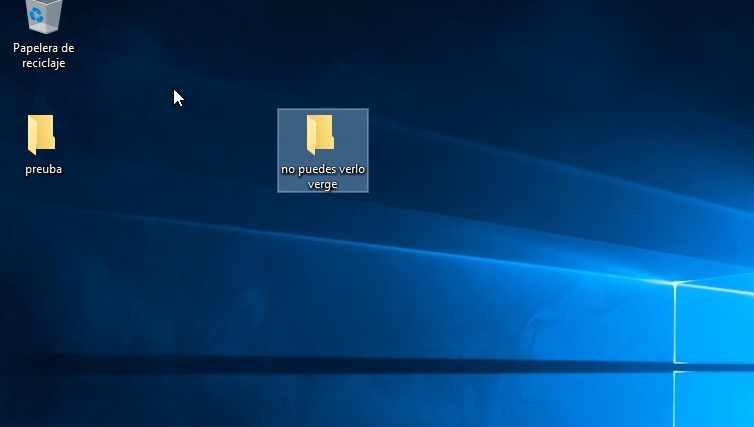 Papelera de
reciclaje
preuba
no puedes verlo
verge